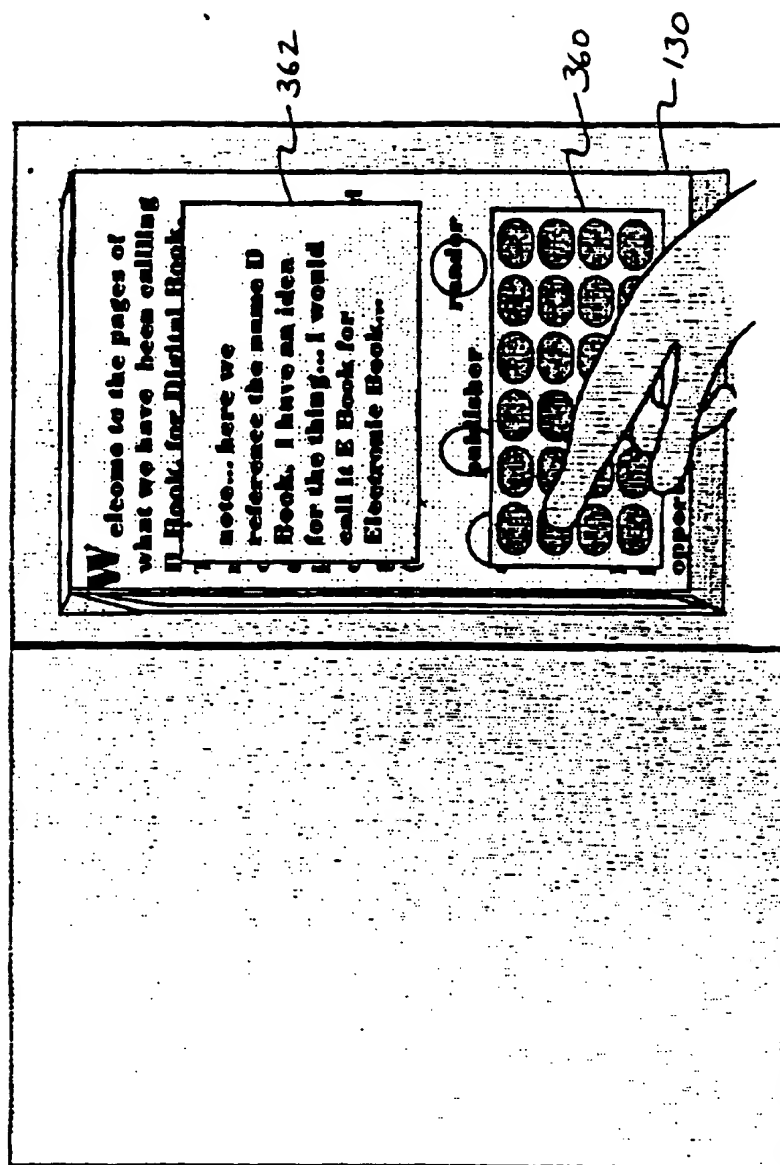 Welcome to the pages of
what we have been callling
D Book, for Digital Book.
note... here we
reference the name D
Book. I have an idea
for the thing... I would
call it E Book for
Electronic Book...
publisher
reader
oppor
362
360
130